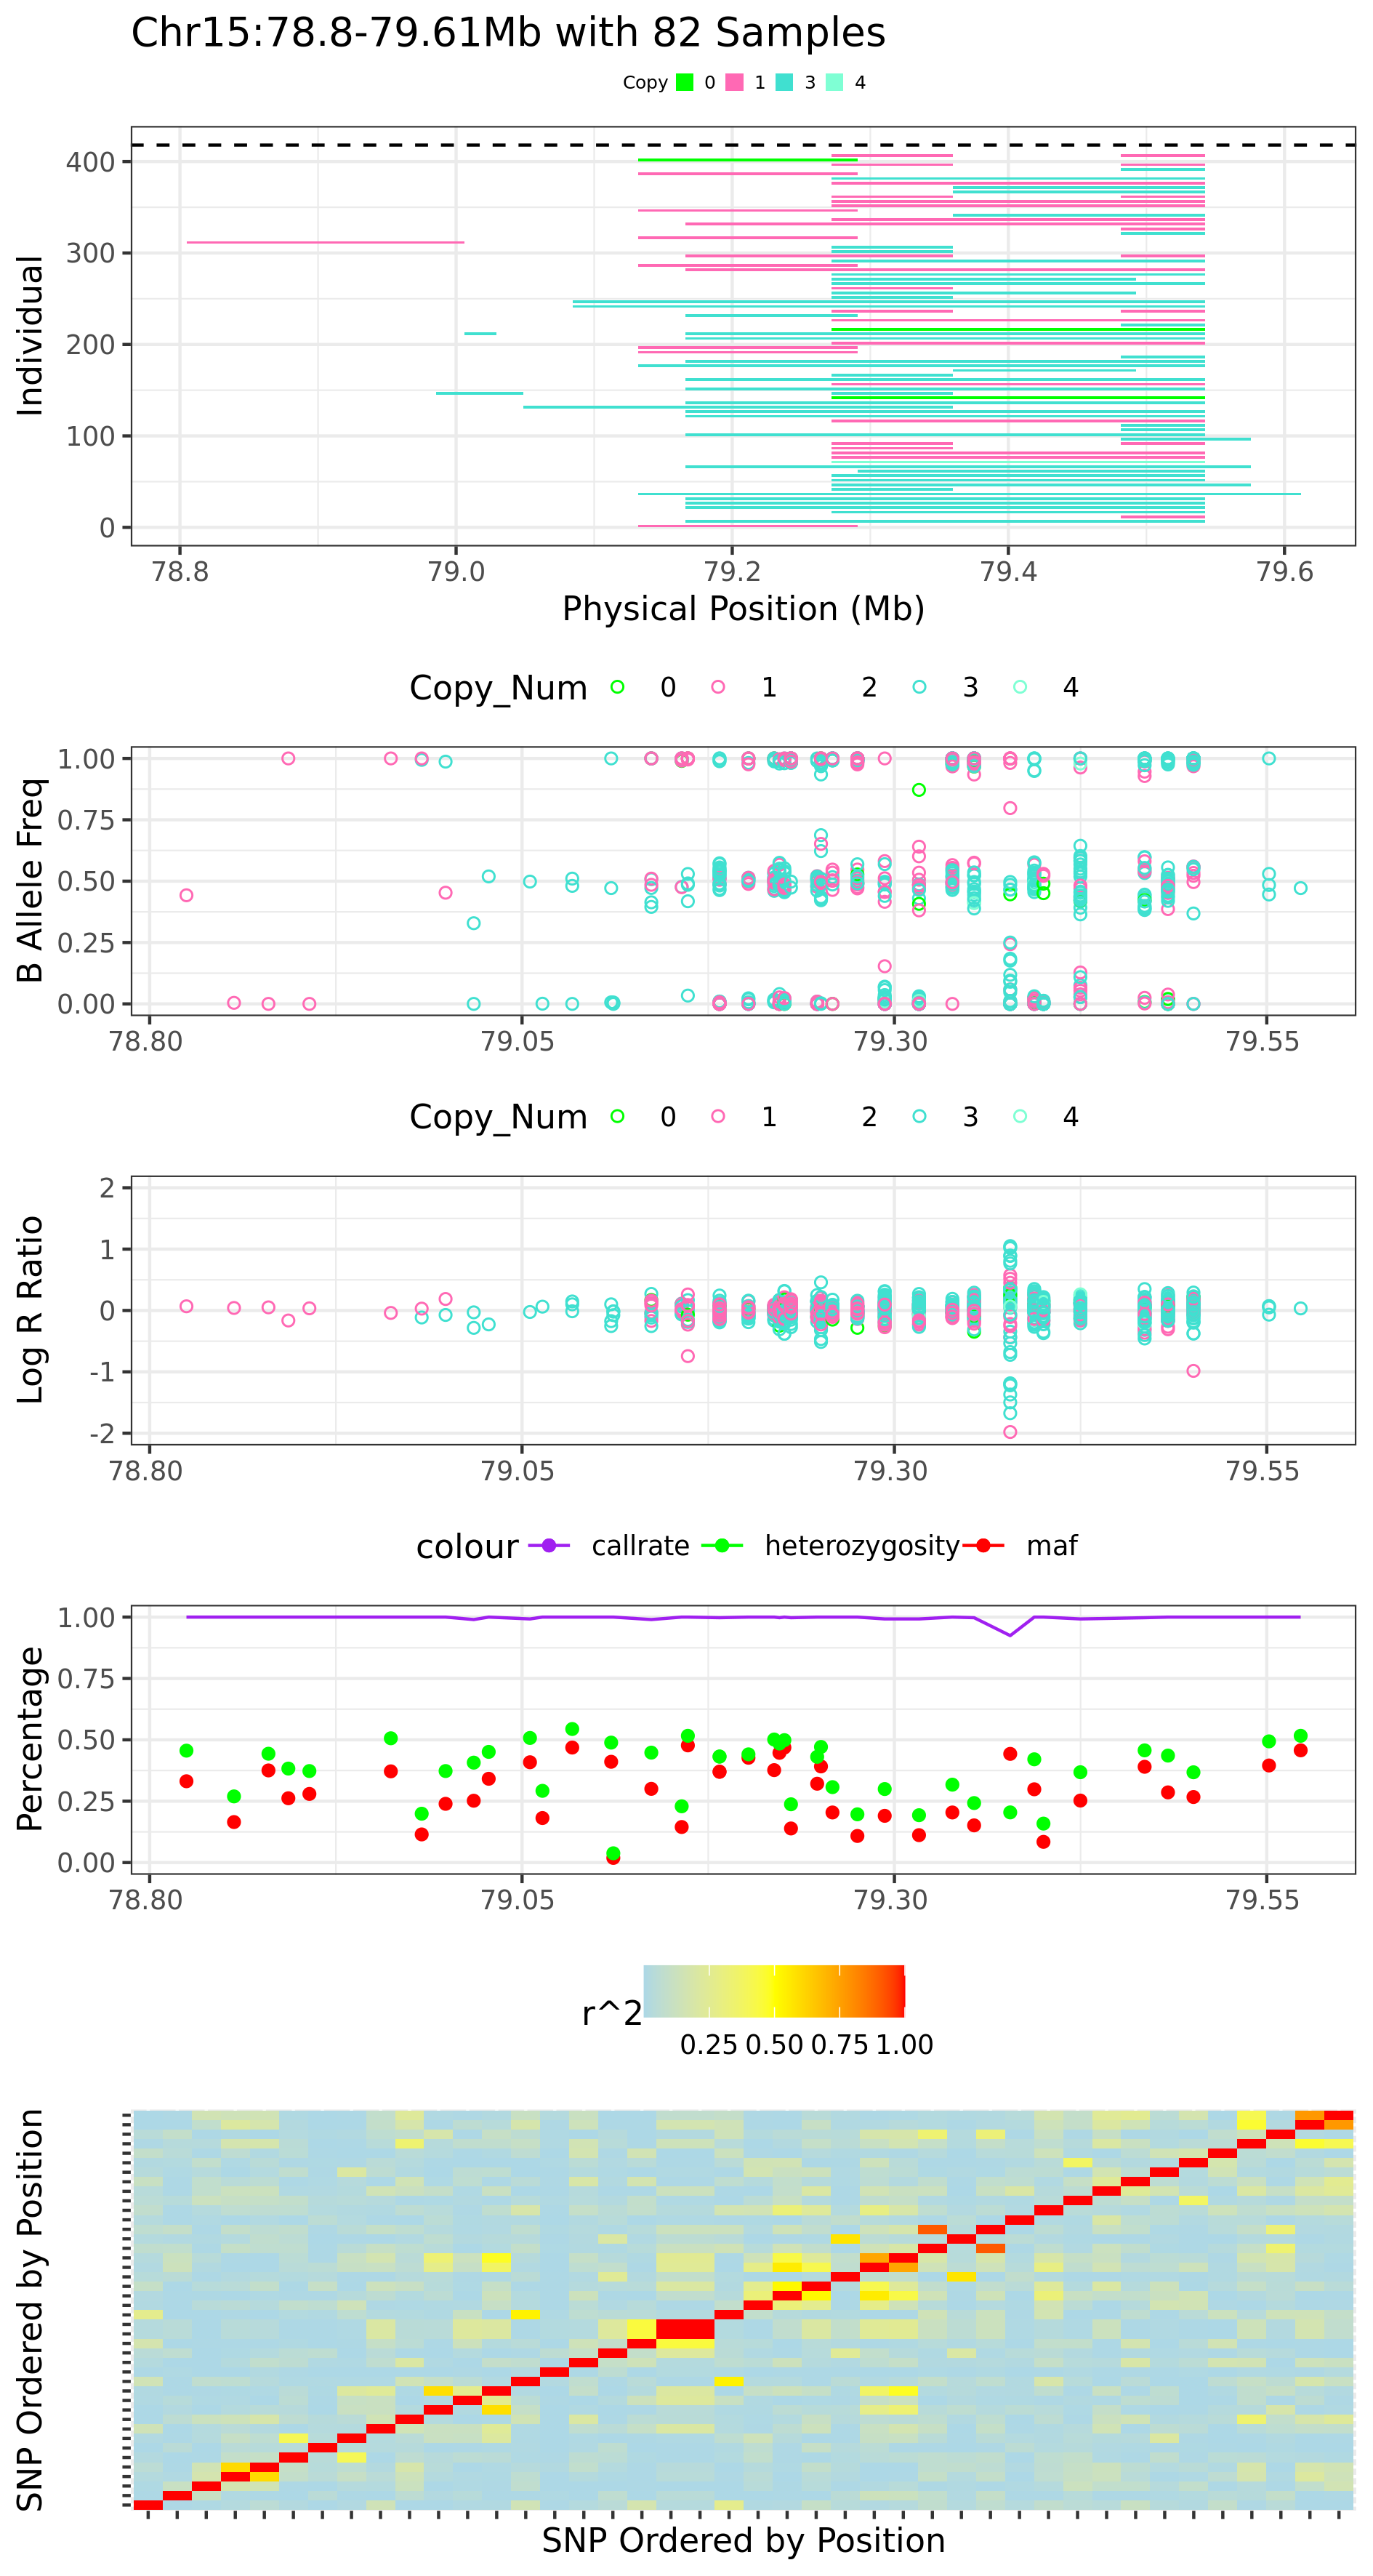 Chr15:78.8-79.61Mb with 82 Samples
Copy 0 1 3 4
Individual
400
300
200
100
0
78.8 79.0 79.2 79.4 79.6
Physical Position (Mb)
Copy_Num 0 1 2 3 4
B Allele Freq
1.00
0.75
0.50
0.25
0.00
78.80 79.05 79.30 79.55
Copy_Num 0 1 2 3 4
Log R Ratio
2
1
0
-1
-2
78.80 79.05 79.30 79.55
colour callrate heterozygosity maf
Percentage
1.00
0.75
0.50
0.25
0.00
78.80 79.05 79.30 79.55
r^2
0.25 0.50 0.75 1.00
SNP Ordered by Position
SNP Ordered by Position